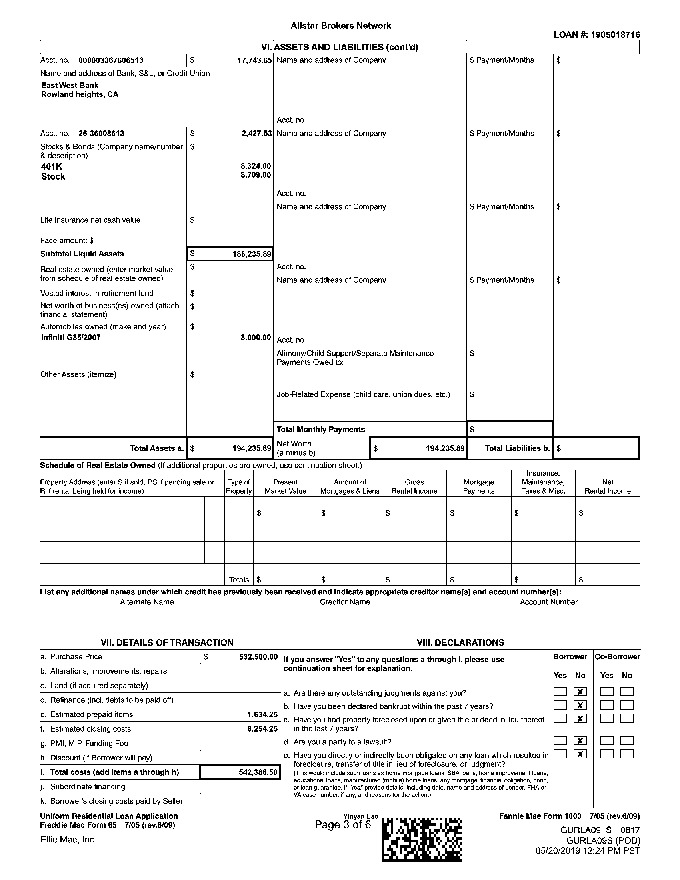 Allstar Brokers Network
LOAN #: 1905018716
VI. ASSETS AND LIABILITIES (cont'd)
Acct. no.
17,743.65
Name and address of Company
$ Payment/Months
$
Name and address of Bank, S&L, or Credit Union
East West Bank
Rowland heights, CA
Acct. no.
Acct. no. 26-36008613
$
2,427.53
Name and address of Company
$ Payment/Months
$
Stocks & Bonds (Company name/number
& description)
$
401K
8,324.00
Stock
Acct. no.
Name and address of Company
$ Payment/Months
$
Life insurance net cash value
$
Face amount: $
Subtotal Liquid Assets
$
186,235.89
Real estate owned (enter market value
from schedule of real estate owned)
$
Acct. no.
Name and address of Company
$ Payment/Months
$
Vested interest in retirement fund
$
Net worth of business(es) owned (attach
financial statement)
$
Automobiles owned (make and year)
$
Infiniti G35/2007
8,000.00
Acct. no.
Alimony/Child Support/Separate Maintenance
Payments Owed to:
$
Other Assets (itemize)
$
Job-Related Expense (child care, union dues, etc.)
$
Total Monthly Payments
$
Total Assets a.
$
194,235.89
Net Worth
(a minus b)
$
194,235.89
Total Liabilities b.
$
Schedule of Real Estate Owned (If additional properties are owned, use continuation sheet.)
Property Address (enter S if sold, PS if pending sale or
R if rental being held for income)
Type of
Property
Present
Market Value
Amount of
Mortgages & Liens
Gross
Rental Income
Mortgage
Payments
Insurance,
Maintenance,
Taxes & Misc.
Net
Rental Income
$ $ $ $ $ $
Totals $ $ $ $ $ $
List any additional names under which credit has previously been received and indicate appropriate creditor name(s) and account number(s):
Alternate Name
Creditor Name
Account Number
VII. DETAILS OF TRANSACTION
a. Purchase Price
$
532,500.00
b. Alterations, improvements, repairs
c. Land (if acquired separately)
d. Refinance (incl. debts to be paid off)
e. Estimated prepaid items
1,634.25
f. Estimated closing costs
8,254.25
g. PMI, MIP, Funding Fee
h. Discount (if Borrower will pay)
i. Total costs (add items a through h)
542,388.50
j. Subordinate financing
k. Borrower's closing costs paid by Seller
VIII. DECLARATIONS
If you answer "Yes" to any questions a through i, please use
continuation sheet for explanation.
Borrower
Co-Borrower
Yes No
Yes No
a. Are there any outstanding judgments against you?
X
b. Have you been declared bankrupt within the past 7 years?
X
c. Have you had property foreclosed upon or given title or deed in lieu thereof
in the last 7 years?
X
d. Are you a party to a lawsuit?
X
e. Have you directly or indirectly been obligated on any loan which resulted in
foreclosure, transfer of title in lieu of foreclosure, or judgment?
X
(This would include such loans as home mortgage loans, SBA loans, home improvement loans,
educational loans, manufactured (mobile) home loans, any mortgage, financial obligation, bond,
or loan guarantee. If "Yes," provide details, including date, name and address of Lender, FHA or
VA case number, if any, and reasons for the action.)
Uniform Residential Loan Application
Freddie Mac Form 65 7/05 (rev.6/09)
Ellie Mae, Inc.
Page 3 of 6
Fannie Mae Form 1003 7/05 (rev.6/09)
GURLA09_S 0817
GURLA09S (POD)
05/20/2019 12:24 PM PST